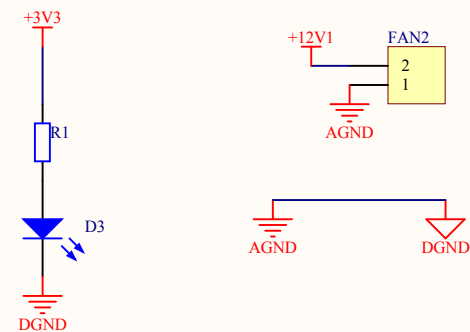 +3V3
R1
D3
DGND
+12V1
FAN2
2
1
AGND
AGND
DGND